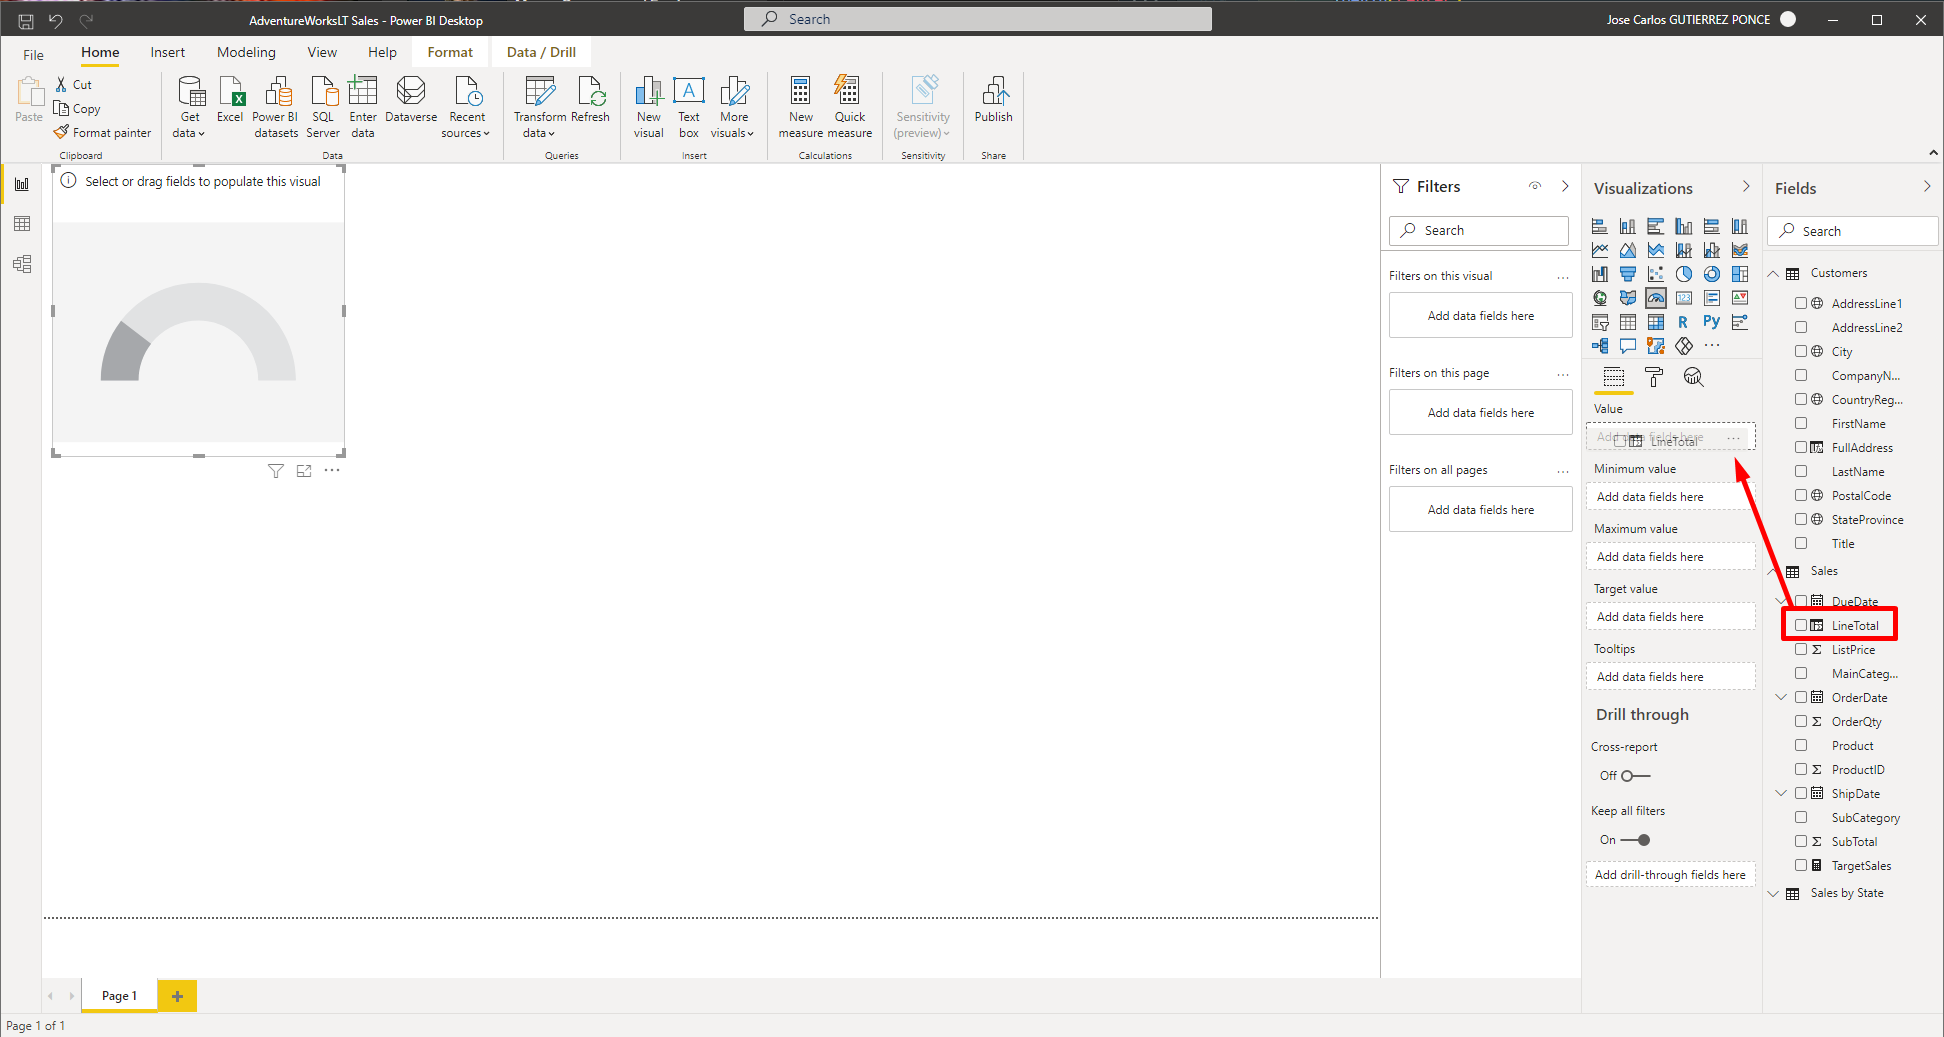 AdventureWorksLT Sales - Power BI Desktop
Search
Jose Carlos GUTIERREZ PONCE
File
Home
Insert
Modeling
View
Help
Format
Data / Drill
Paste
Cut
Copy
Format painter
Clipboard
Get data
Excel
Power BI datasets
SQL Server
Enter data
Dataverse
Recent sources
Data
Transform data
Refresh
Queries
New visual
A
Text box
More visuals
Insert
New measure
Quick measure
Calculations
Sensitivity (preview)
Sensitivity
Publish
Share
Select or drag fields to populate this visual
Filters
Search
Filters on this visual
...
Add data fields here
Filters on this page
...
Add data fields here
Filters on all pages
...
Add data fields here
Visualizations
123
R
Py
...
Value
Add data fields here
LineTotal
...
Minimum value
Add data fields here
Maximum value
Add data fields here
Target value
Add data fields here
Tooltips
Add data fields here
Drill through
Cross-report
Off
Keep all filters
On
Add drill-through fields here
Fields
Search
Customers
AddressLine1
AddressLine2
City
CompanyN...
CountryReg...
FirstName
FullAddress
LastName
PostalCode
StateProvince
Title
Sales
DueDate
LineTotal
Σ ListPrice
MainCateg...
OrderDate
Σ OrderQty
Product
Σ ProductID
ShipDate
SubCategory
Σ SubTotal
TargetSales
Sales by State
Page 1
+
Page 1 of 1